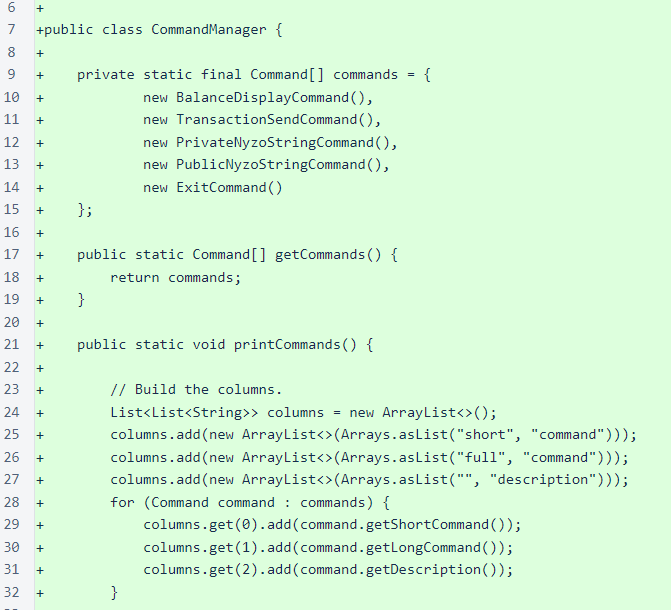 6 +
7 +public class CommandManager {
8 +
9 +    private static final Command[] commands = {
10 +            new BalanceDisplayCommand(),
11 +            new TransactionSendCommand(),
12 +            new PrivateNyzoStringCommand(),
13 +            new PublicNyzoStringCommand(),
14 +            new ExitCommand()
15 +    };
16 +
17 +    public static Command[] getCommands() {
18 +        return commands;
19 +    }
20 +
21 +    public static void printCommands() {
22 +
23 +        // Build the columns.
24 +        List<List<String>> columns = new ArrayList<>();
25 +        columns.add(new ArrayList<>(Arrays.asList("short", "command")));
26 +        columns.add(new ArrayList<>(Arrays.asList("full", "command")));
27 +        columns.add(new ArrayList<>(Arrays.asList("", "description")));
28 +        for (Command command : commands) {
29 +            columns.get(0).add(command.getShortCommand());
30 +            columns.get(1).add(command.getLongCommand());
31 +            columns.get(2).add(command.getDescription());
32 +        }